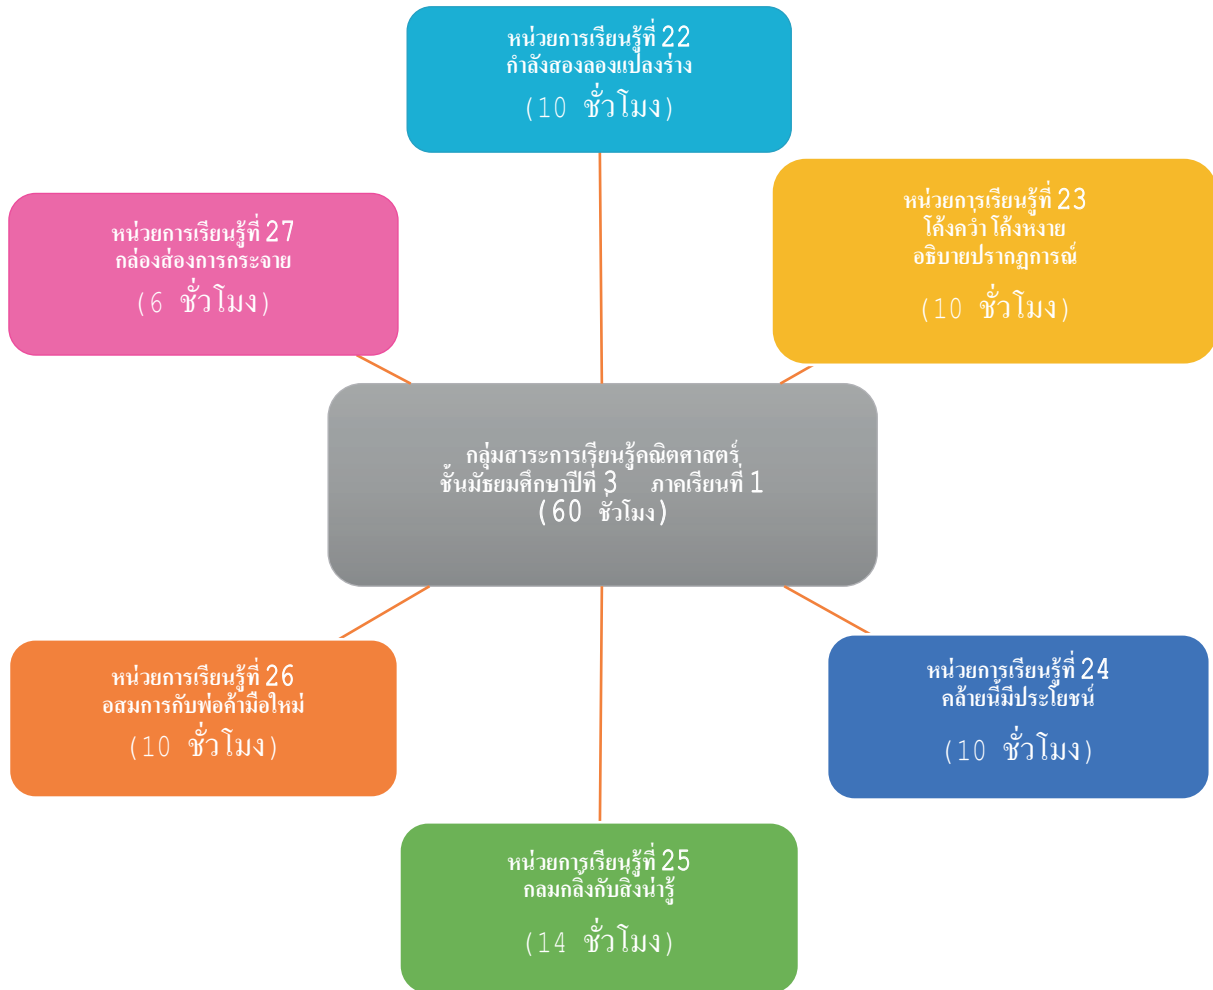 หน่วยการเรียนรู้ที่ 22
กำลังสองลองแปลงร่าง
(10 ชั่วโมง)
หน่วยการเรียนรู้ที่ 27
กล่องส่องการกระจาย
(6 ชั่วโมง)
หน่วยการเรียนรู้ที่ 23
โค้งคว่ำ โค้งหงาย
อธิบายปรากฏการณ์
(10 ชั่วโมง)
กลุ่มสาระการเรียนรู้คณิตศาสตร์
ชั้นมัธยมศึกษาปีที่ 3 ภาคเรียนที่ 1
(60 ชั่วโมง)
หน่วยการเรียนรู้ที่ 26
อสมการกับพ่อค้ามือใหม่
(10 ชั่วโมง)
หน่วยการเรียนรู้ที่ 24
คล้ายนี้มีประโยชน์
(10 ชั่วโมง)
หน่วยการเรียนรู้ที่ 25
กลมกลิ้งกับสิ่งน่ารู้
(14 ชั่วโมง)